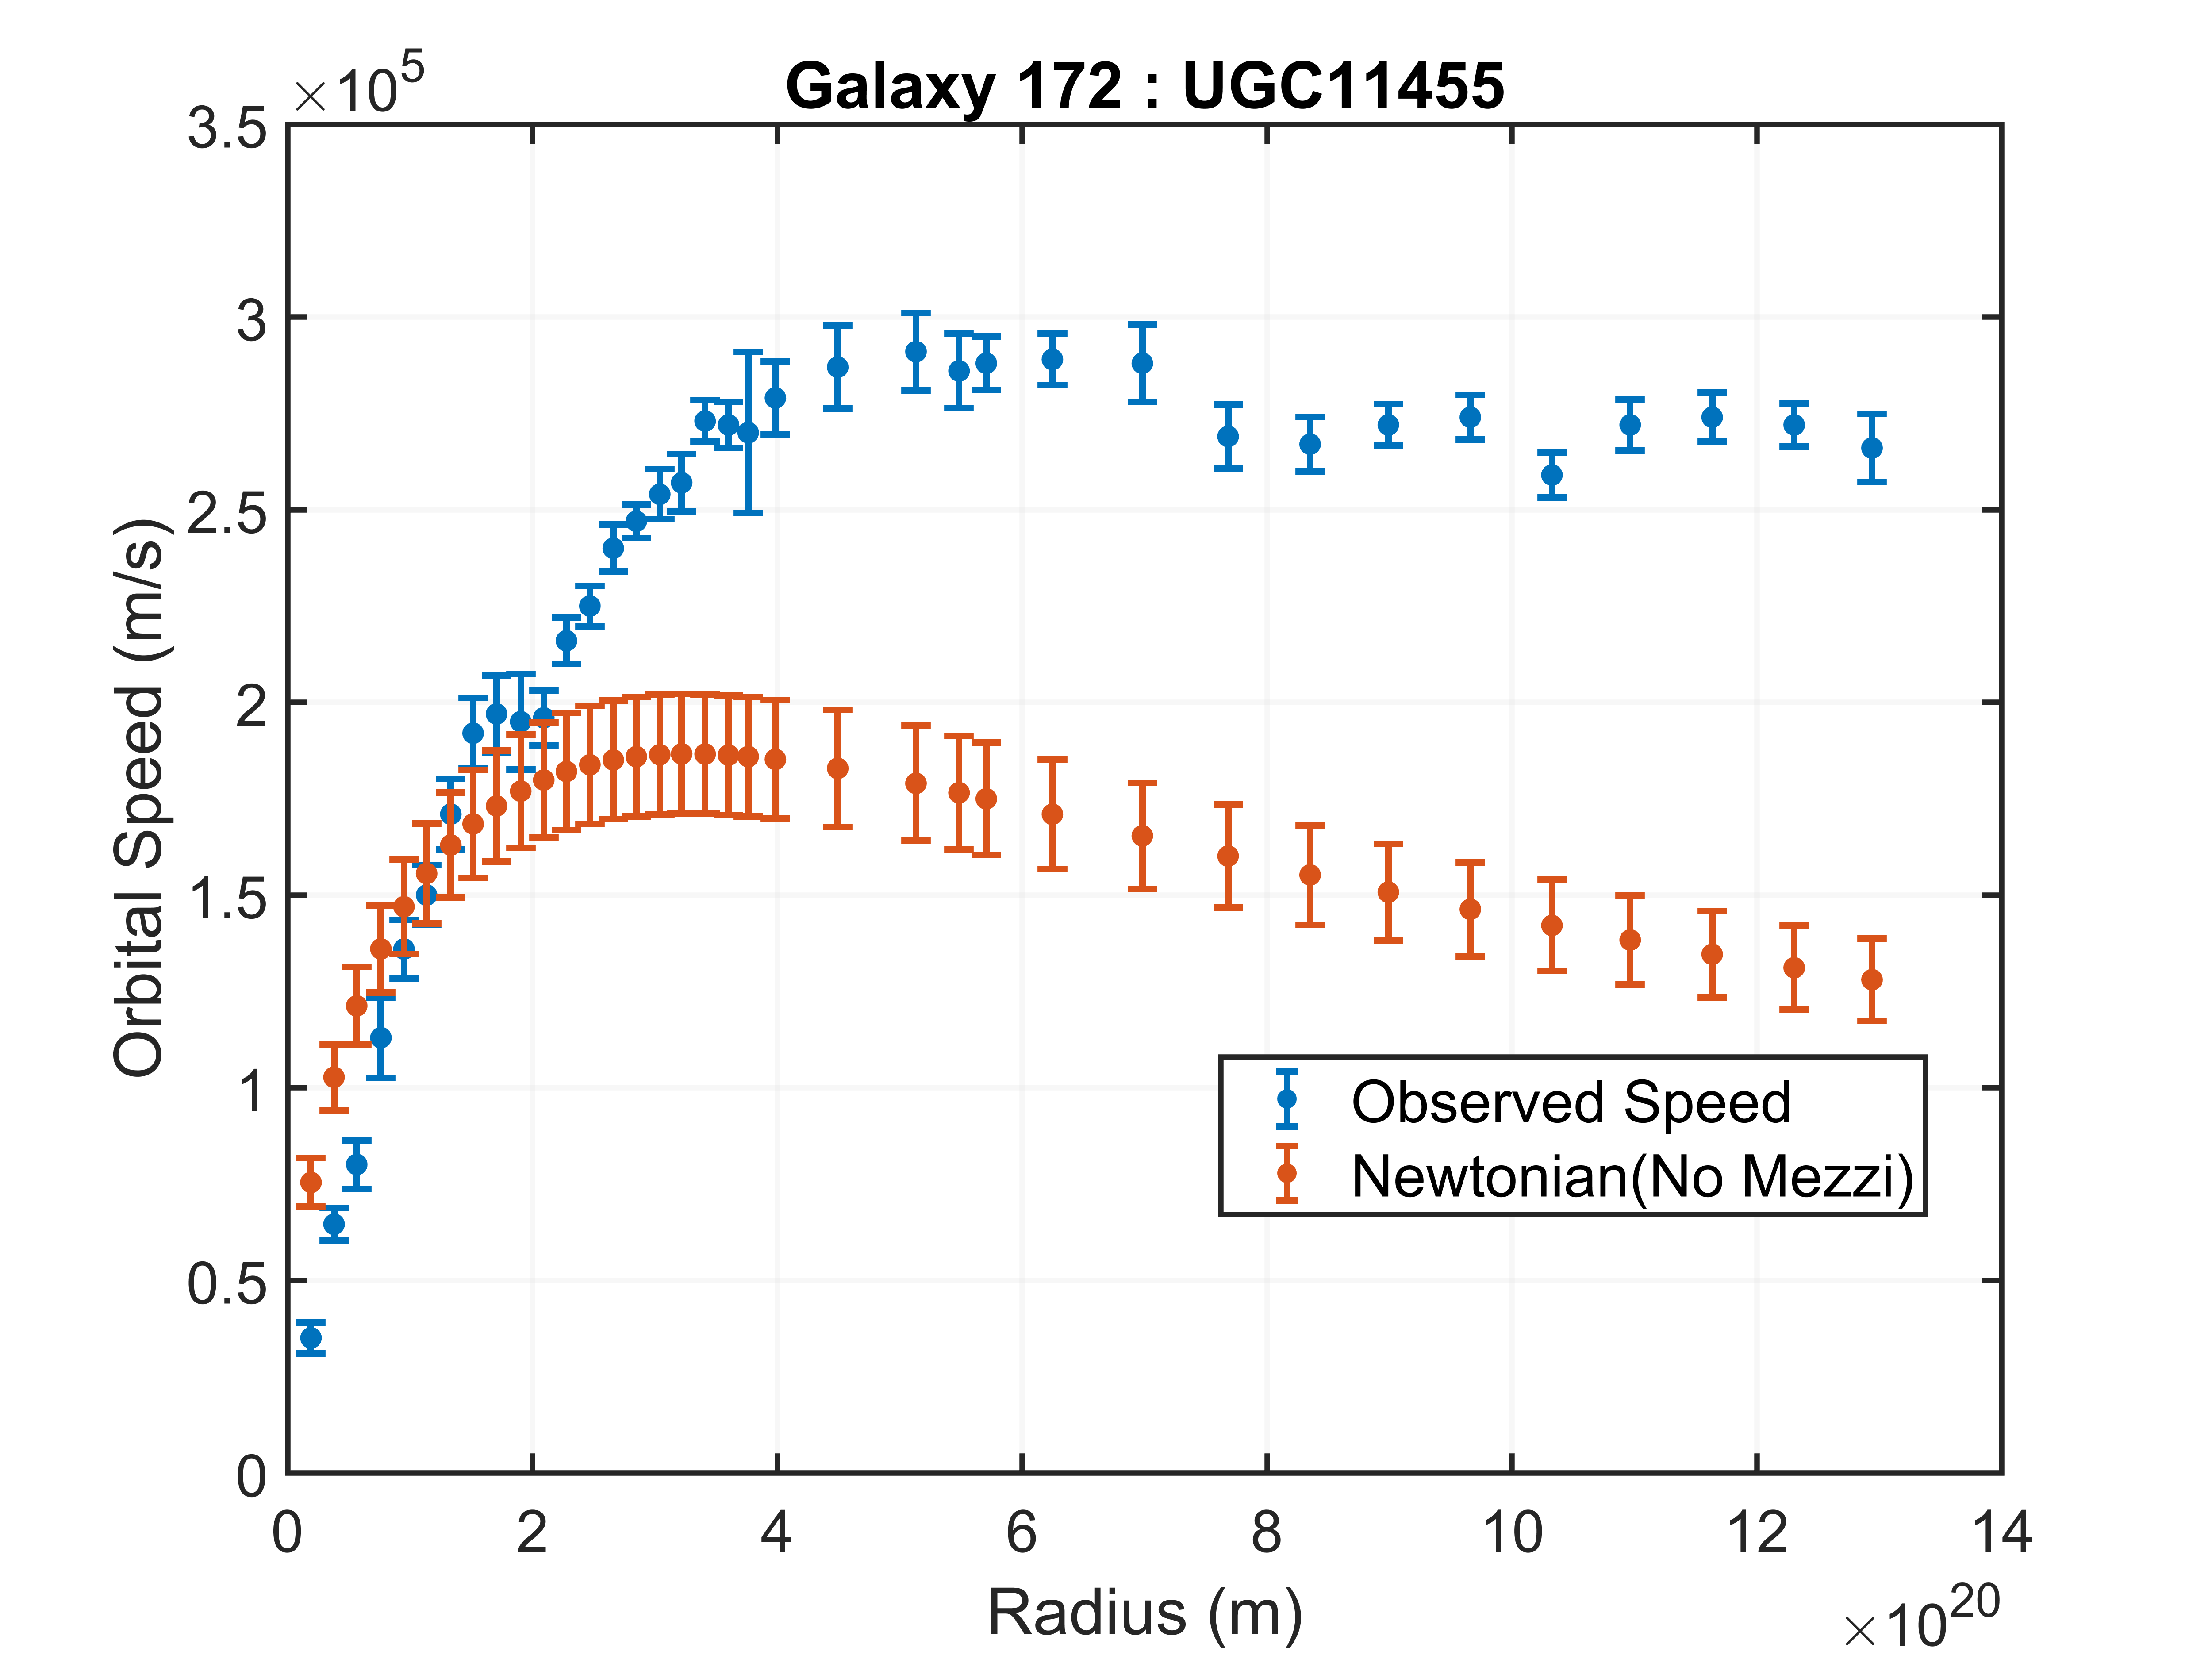 ×10^5
Galaxy 172 : UGC11455
3.5
3
2.5
2
1.5
1
0.5
0
Orbital Speed (m/s)
Observed Speed
Newtonian(No Mezzi)
0 2 4 6 8 10 12 14
Radius (m)
×10^20